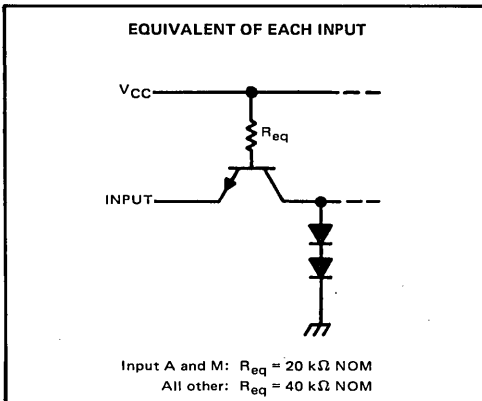 EQUIVALENT OF EACH INPUT
VCC
Req
INPUT
Input A and M: Req = 20 kΩ NOM
All other: Req = 40 kΩ NOM